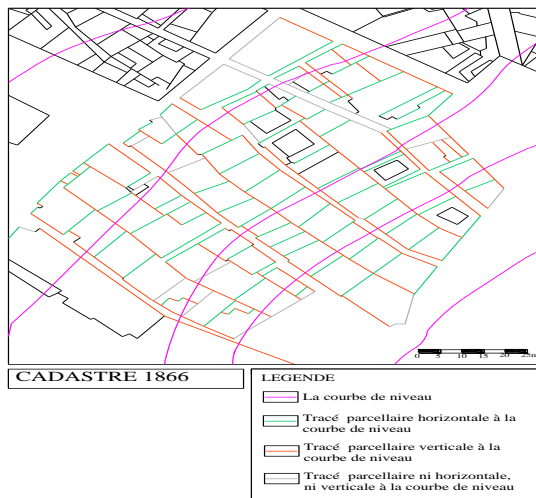 0 5 10 15 20 25m
CADASTRE 1866
LEGENDE
La courbe de niveau
Tracé parcellaire horizontale à la
courbe de niveau
Tracé parcellaire verticale à la
courbe de niveau
Tracé parcellaire ni horizontale,
ni verticale à la courbe de niveau